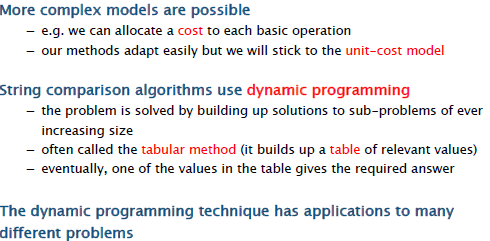 More complex models are possible
– e.g. we can allocate a cost to each basic operation
– our methods adapt easily but we will stick to the unit-cost model
String comparison algorithms use dynamic programming
– the problem is solved by building up solutions to sub-problems of ever
increasing size
– often called the tabular method (it builds up a table of relevant values)
– eventually, one of the values in the table gives the required answer
The dynamic programming technique has applications to many
different problems